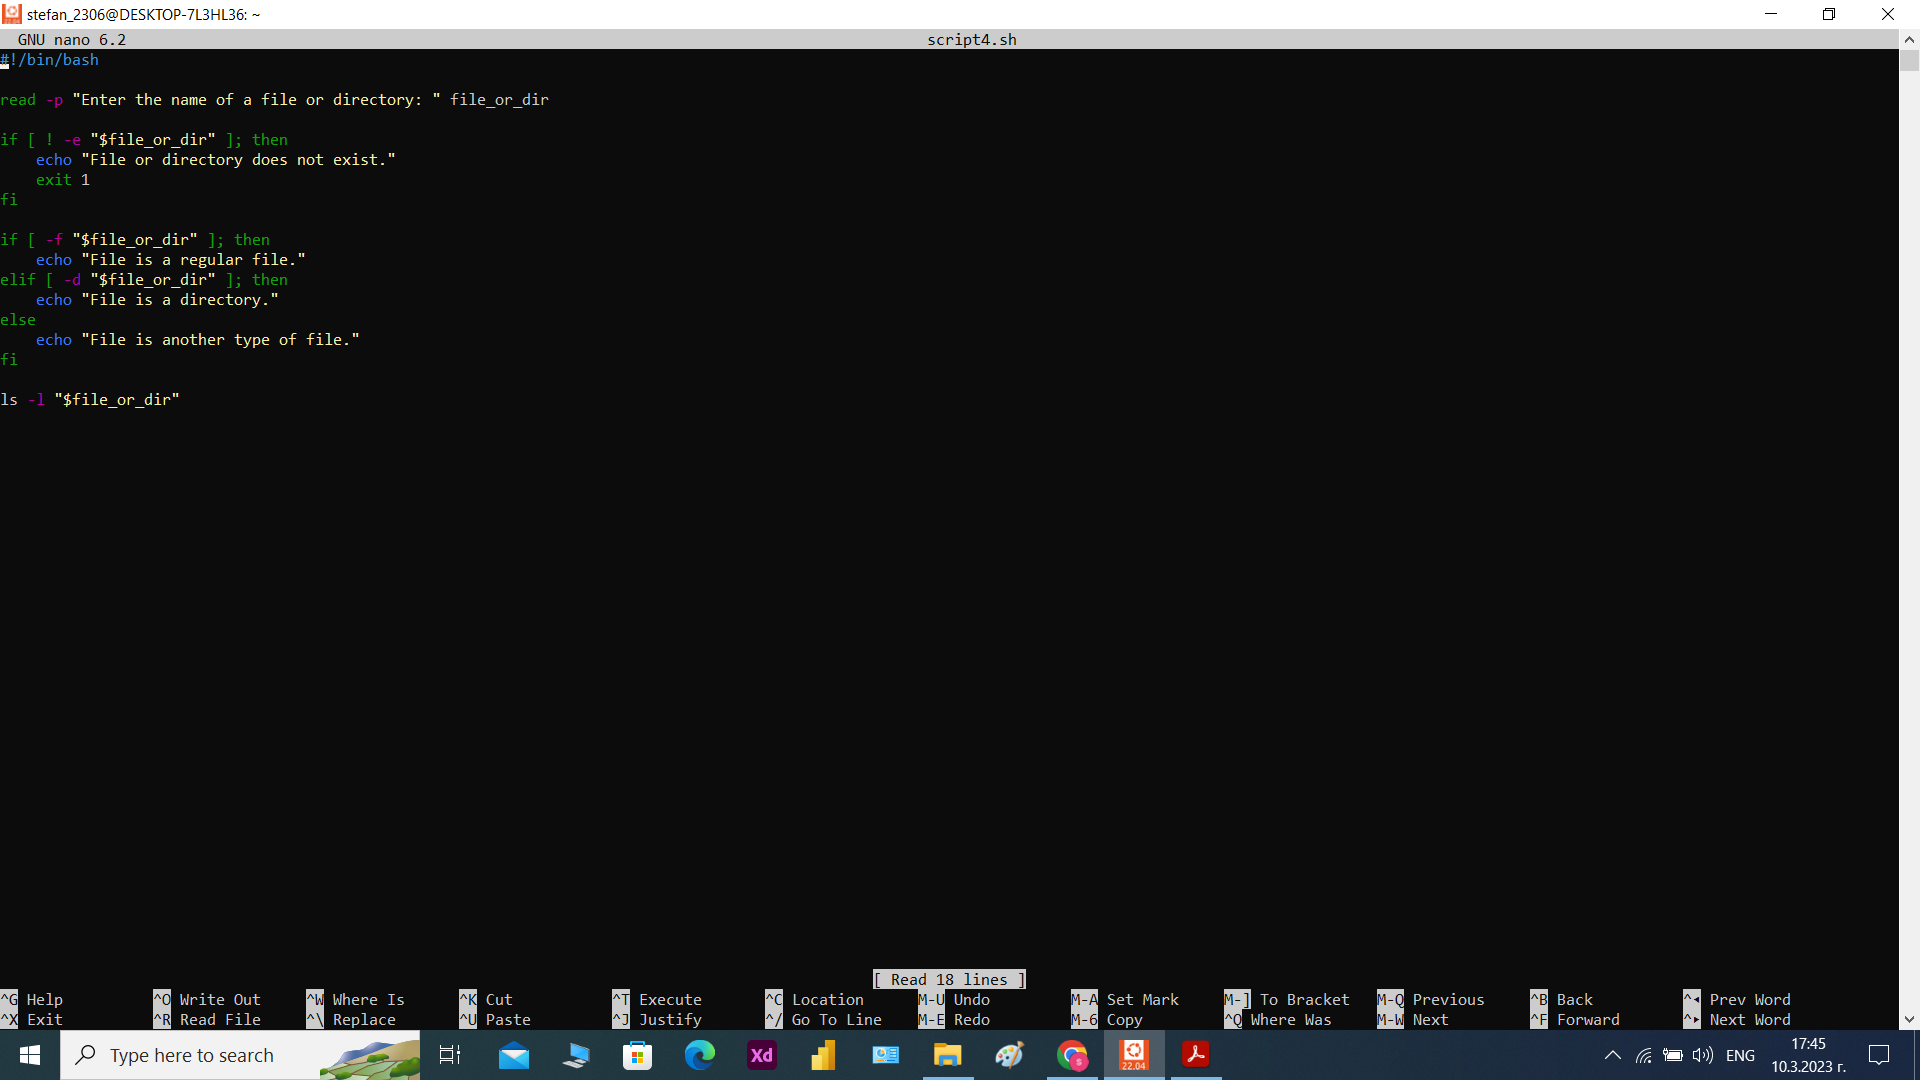 stefan_2306@DESKTOP-7L3HL36: ~
GNU nano 6.2 script4.sh
#!/bin/bash
read -p "Enter the name of a file or directory: " file_or_dir
if [ ! -e "$file_or_dir" ]; then
    echo "File or directory does not exist."
    exit 1
fi
if [ -f "$file_or_dir" ]; then
    echo "File is a regular file."
elif [ -d "$file_or_dir" ]; then
    echo "File is a directory."
else
    echo "File is another type of file."
fi
ls -l "$file_or_dir"
[ Read 18 lines ]
^G Help ^O Write Out ^W Where Is ^K Cut ^T Execute ^C Location M-U Undo M-A Set Mark M-] To Bracket M-Q Previous ^B Back ^◂ Prev Word
^X Exit ^R Read File ^\ Replace ^U Paste ^J Justify ^/ Go To Line M-E Redo M-6 Copy ^Q Where Was M-W Next ^F Forward ^▸ Next Word
Type here to search Xd 22.04 S ENG 17:45
10.3.2023 г.